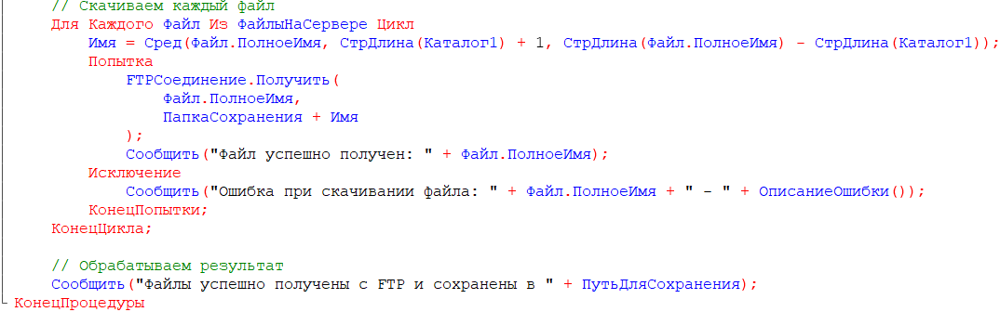 // Скачиваем каждый файл
Для Каждого Файл Из ФайлыНаСервере Цикл
Имя = Сред(Файл.ПолноеИмя, СтрДлина(Каталог1) + 1, СтрДлина(Файл.ПолноеИмя) - СтрДлина(Каталог1));
Попытка
FTPСоединение.Получить(
Файл.ПолноеИмя,
ПапкаСохранения + Имя
);
Сообщить("Файл успешно получен: " + Файл.ПолноеИмя);
Исключение
Сообщить("Ошибка при скачивании файла: " + Файл.ПолноеИмя + " - " + ОписаниеОшибки());
КонецПопытки;
КонецЦикла;
// Обрабатываем результат
Сообщить("Файлы успешно получены с FTP и сохранены в " + ПутьДляСохранения);
КонецПроцедуры